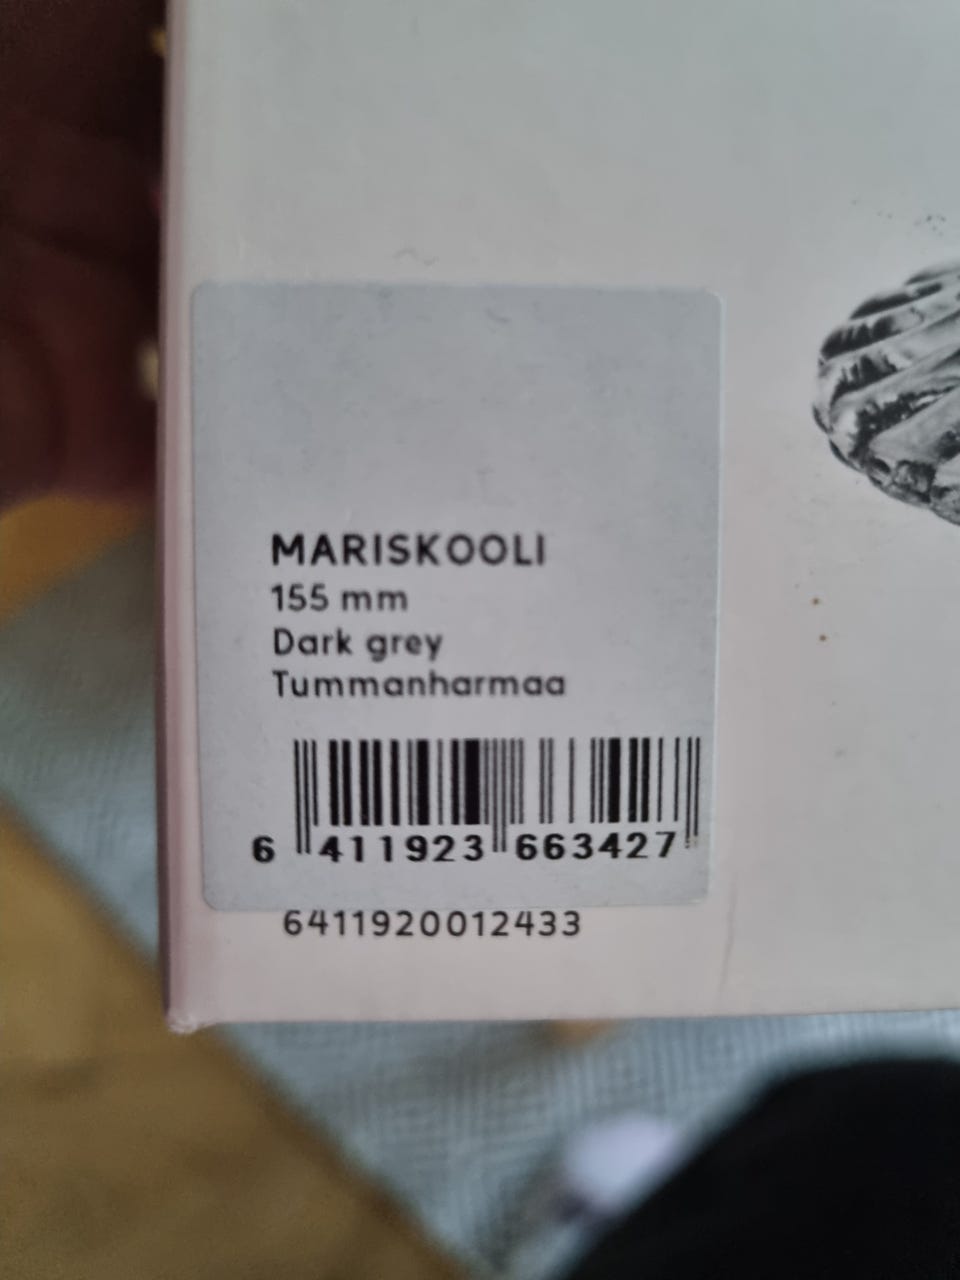 MARISKOOLI
155 mm
Dark grey
Tummanharmaa
6 411923 663427
6411920012433